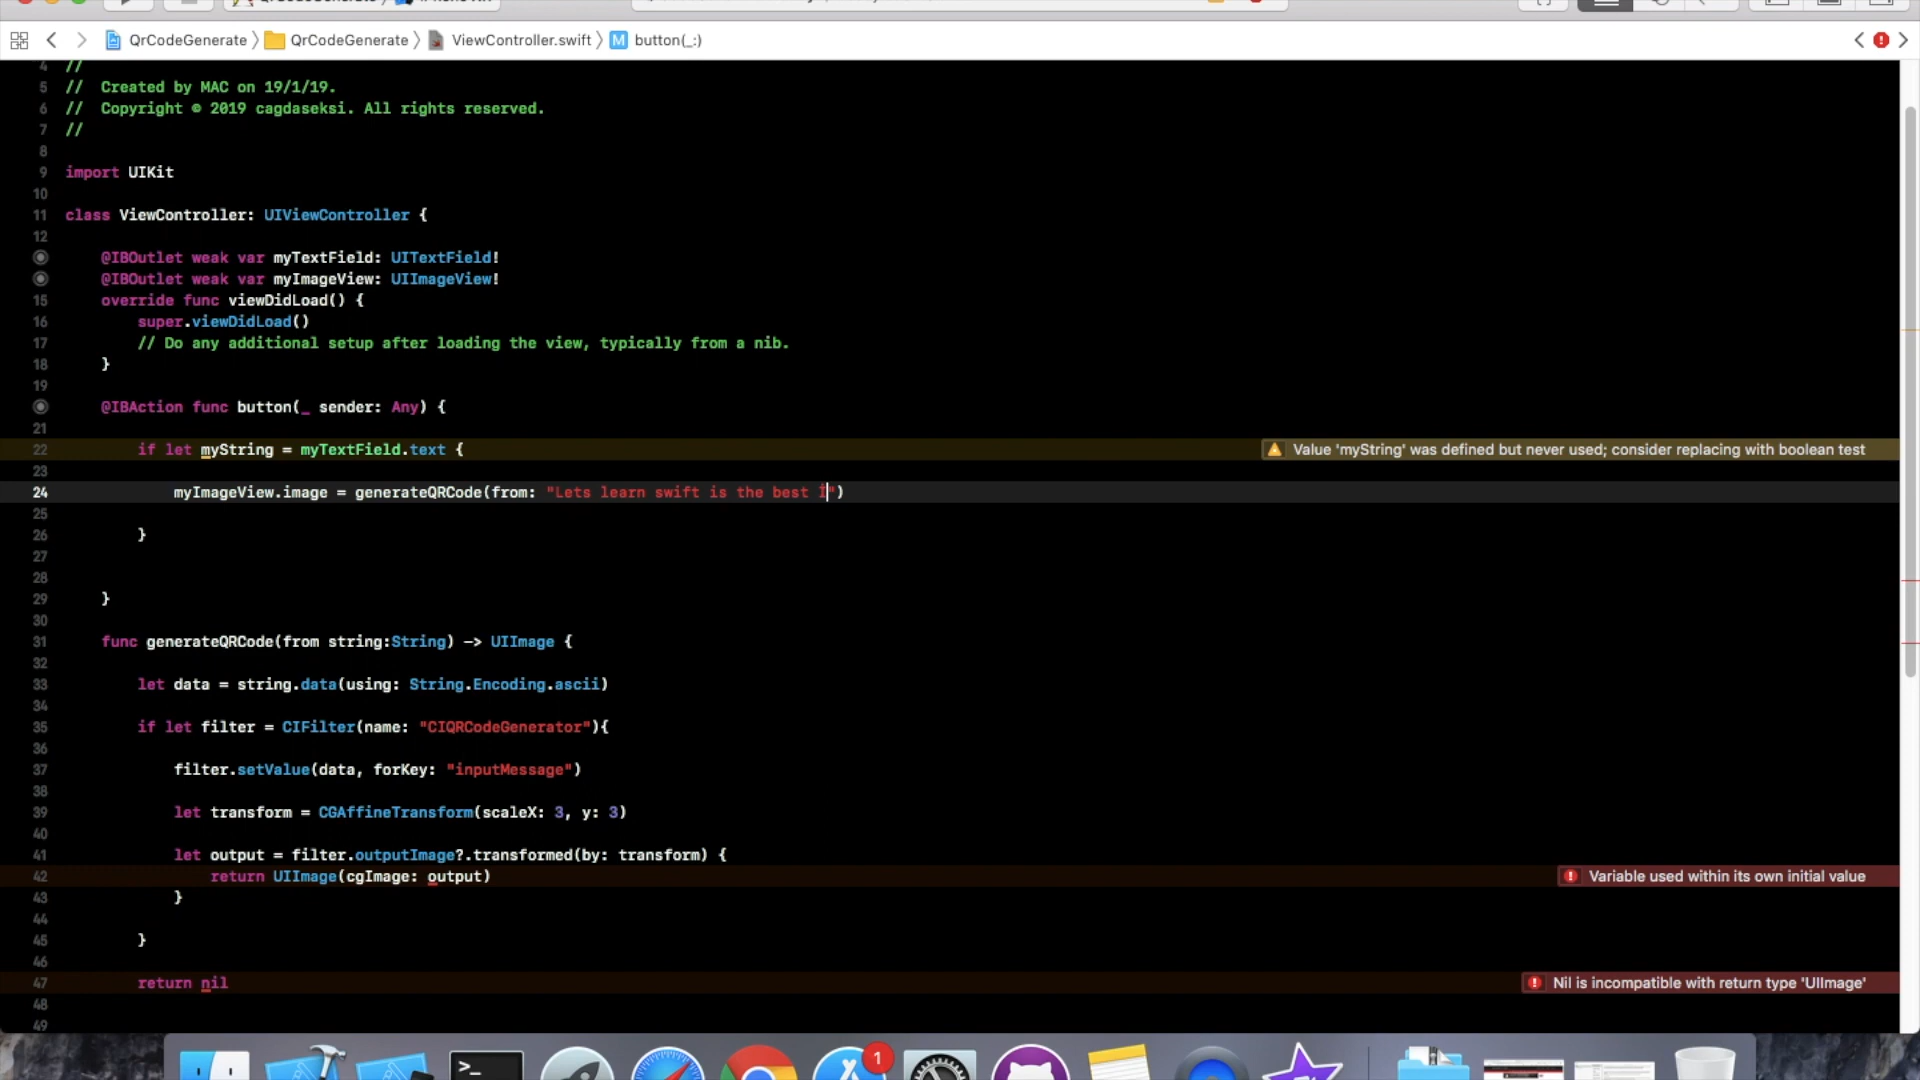 QrCodeGenerate
QrCodeGenerate
QrCodeGenerate
ViewController.swift
M
button(_:)
4 //
5 // Created by MAC on 19/1/19.
6 // Copyright © 2019 cagdaseksi. All rights reserved.
7 //
8
9 import UIKit
10
11 class ViewController: UIViewController {
12
@IBOutlet weak var myTextField: UITextField!
@IBOutlet weak var myImageView: UIImageView!
15 override func viewDidLoad() {
16 super.viewDidLoad()
17 // Do any additional setup after loading the view, typically from a nib.
18 }
19
@IBAction func button(_ sender: Any) {
21
22 if let myString = myTextField.text { Value 'myString' was defined but never used; consider replacing with boolean test
23
24 myImageView.image = generateQRCode(from: "Lets learn swift is the best İ")
25
26 }
27
28
29 }
30
31 func generateQRCode(from string:String) -> UIImage {
32
33 let data = string.data(using: String.Encoding.ascii)
34
35 if let filter = CIFilter(name: "CIQRCodeGenerator"){
36
37 filter.setValue(data, forKey: "inputMessage")
38
39 let transform = CGAffineTransform(scaleX: 3, y: 3)
40
41 let output = filter.outputImage?.transformed(by: transform) {
42 return UIImage(cgImage: output) Variable used within its own initial value
43 }
44
45 }
46
47 return nil Nil is incompatible with return type 'UIImage'
48
49
>_
1